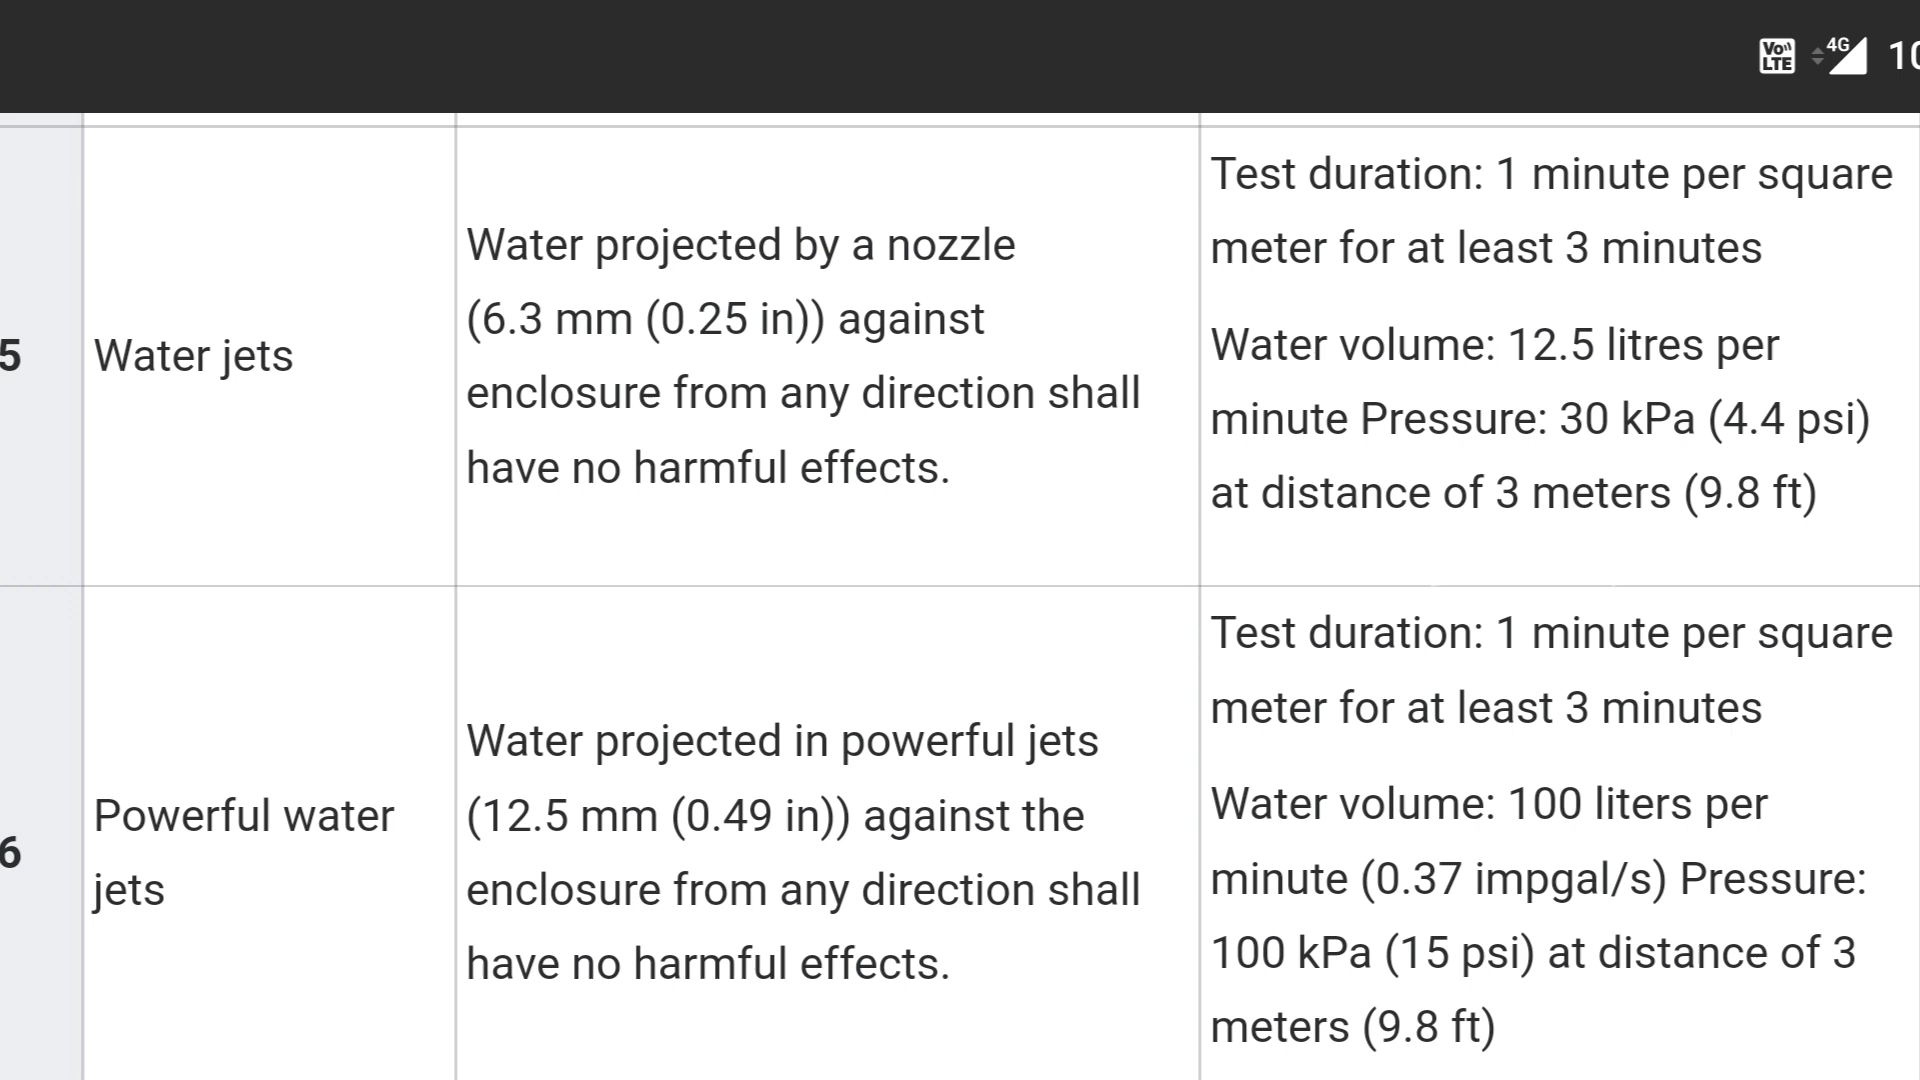 Vo LTE 4G 10
5
Water jets
Water projected by a nozzle
(6.3 mm (0.25 in)) against
enclosure from any direction shall
have no harmful effects.
Test duration: 1 minute per square
meter for at least 3 minutes
Water volume: 12.5 litres per
minute Pressure: 30 kPa (4.4 psi)
at distance of 3 meters (9.8 ft)
6
Powerful water
jets
Water projected in powerful jets
(12.5 mm (0.49 in)) against the
enclosure from any direction shall
have no harmful effects.
Test duration: 1 minute per square
meter for at least 3 minutes
Water volume: 100 liters per
minute (0.37 impgal/s) Pressure:
100 kPa (15 psi) at distance of 3
meters (9.8 ft)